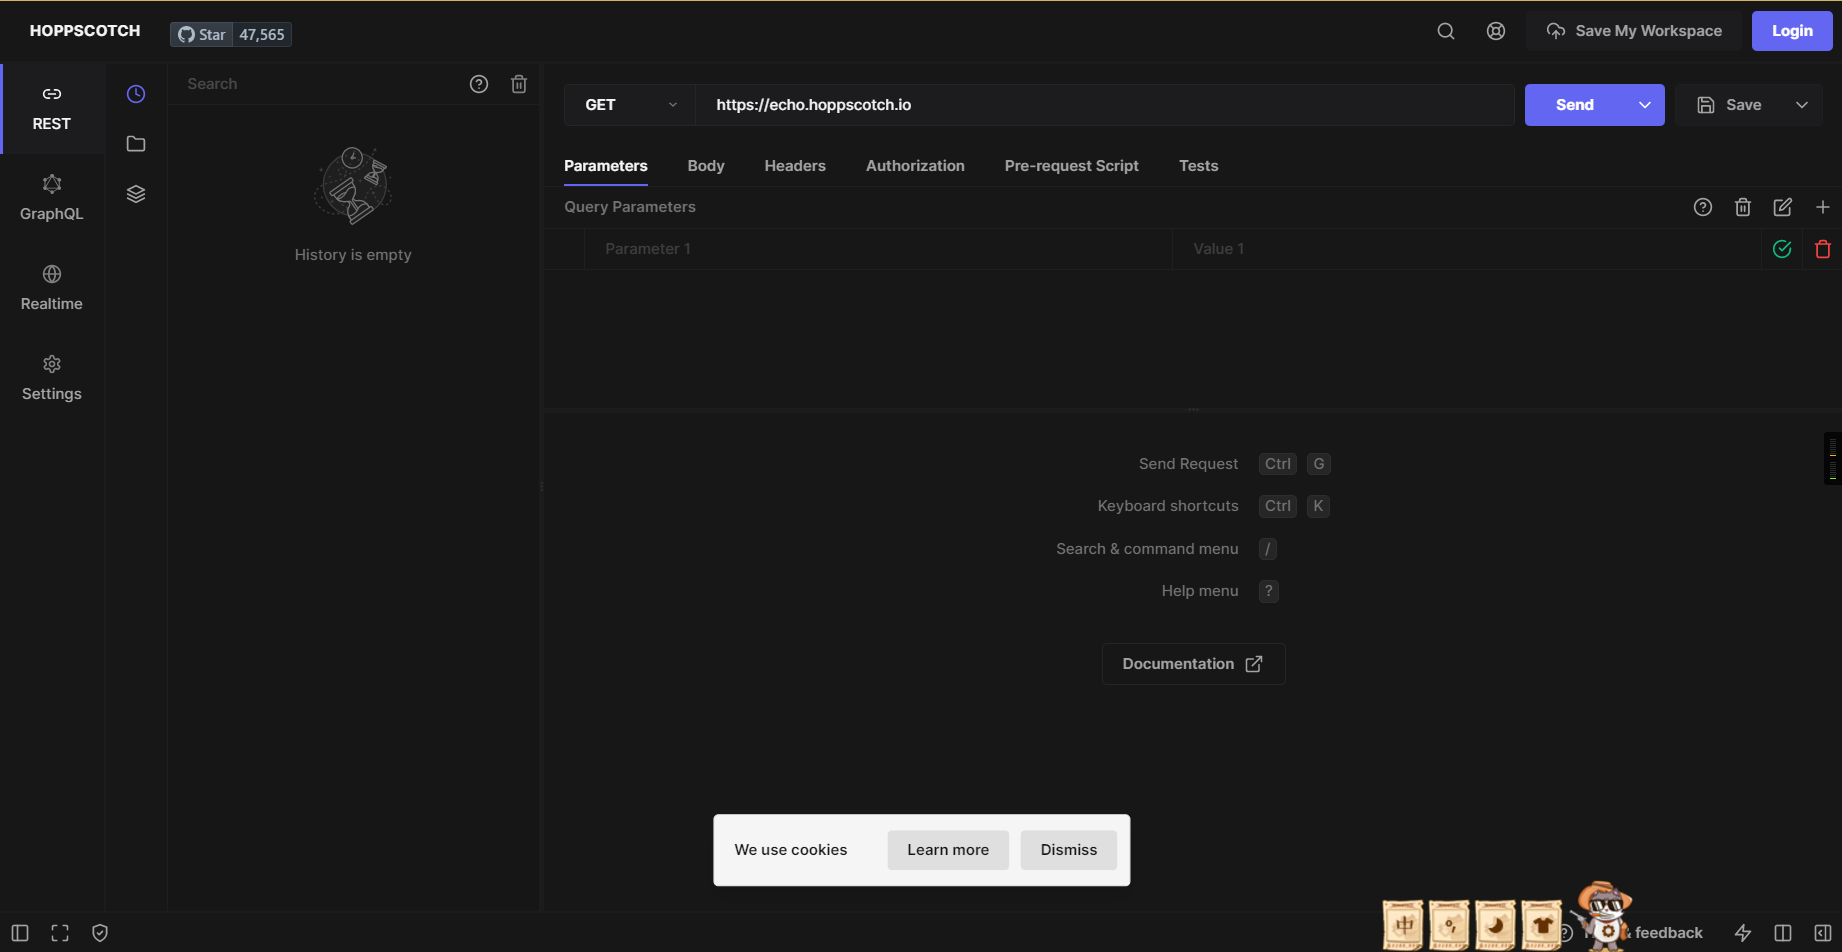 HOPPSCOTCH
Star 47,565
Save My Workspace
Login
REST
GraphQL
Realtime
Settings
Search
History is empty
GET
https://echo.hoppscotch.io
Send
Save
Parameters Body Headers Authorization Pre-request Script Tests
Query Parameters
Parameter 1 Value 1
Send Request Ctrl G
Keyboard shortcuts Ctrl K
Search & command menu /
Help menu ?
Documentation
We use cookies Learn more Dismiss
中
feedback